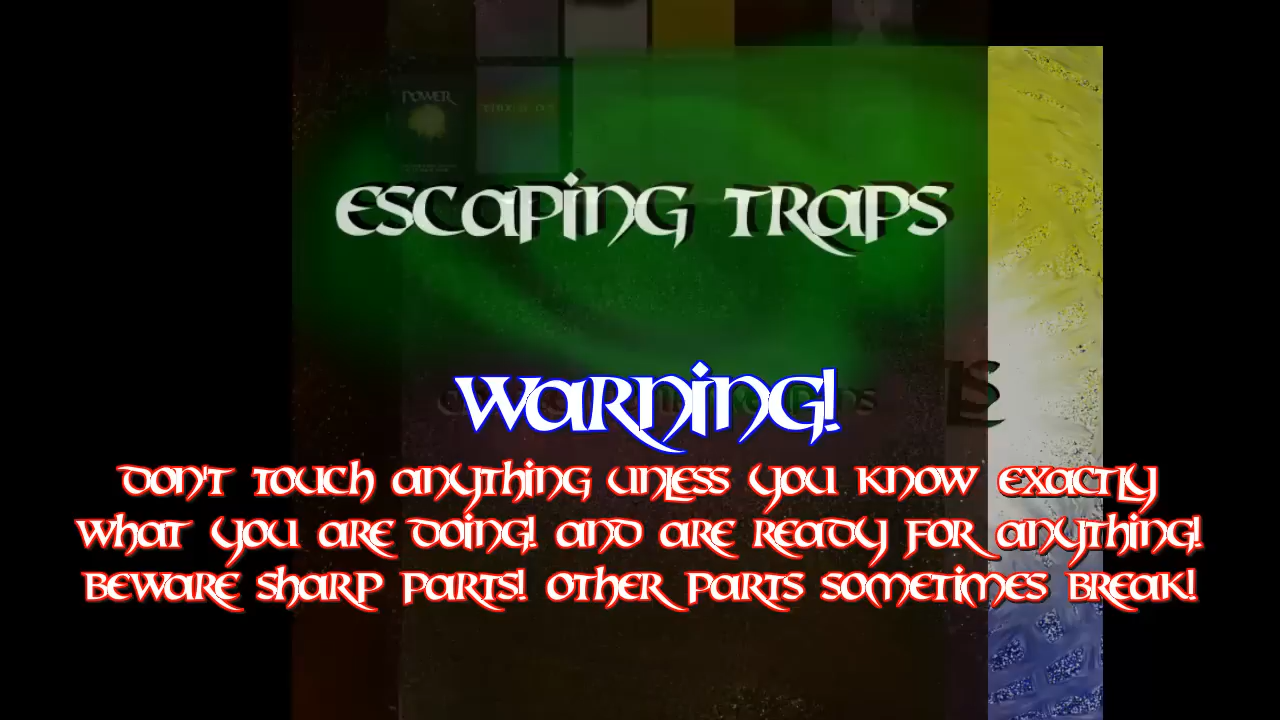 POWER
ESCAPING TRAPS
WARNING!
DON'T TOUCH ANYTHING UNLESS YOU KNOW EXACTLY
WHAT YOU ARE DOING! AND ARE READY FOR ANYTHING!
BEWARE SHARP PARTS! OTHER PARTS SOMETIMES BREAK!